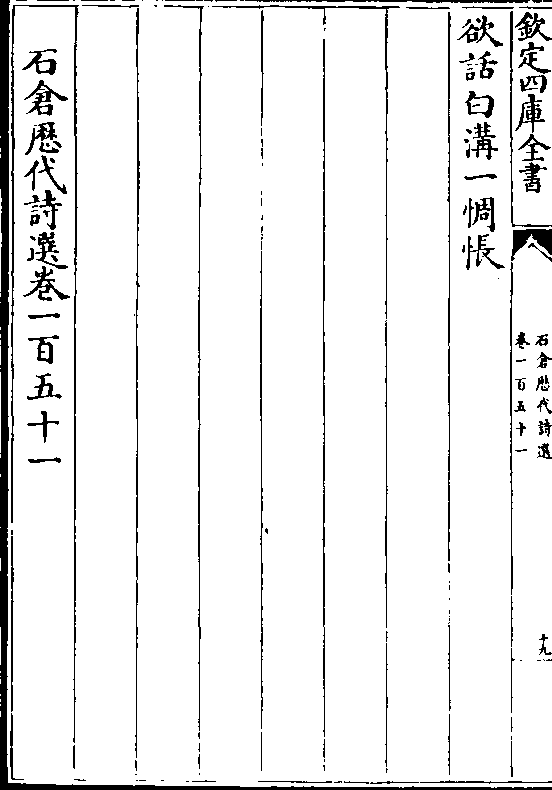 欽定四庫全書
石倉歷代詩選
卷一百五十一
十九
欲話白溝一惆悵
石倉歷代詩選卷一百五十一